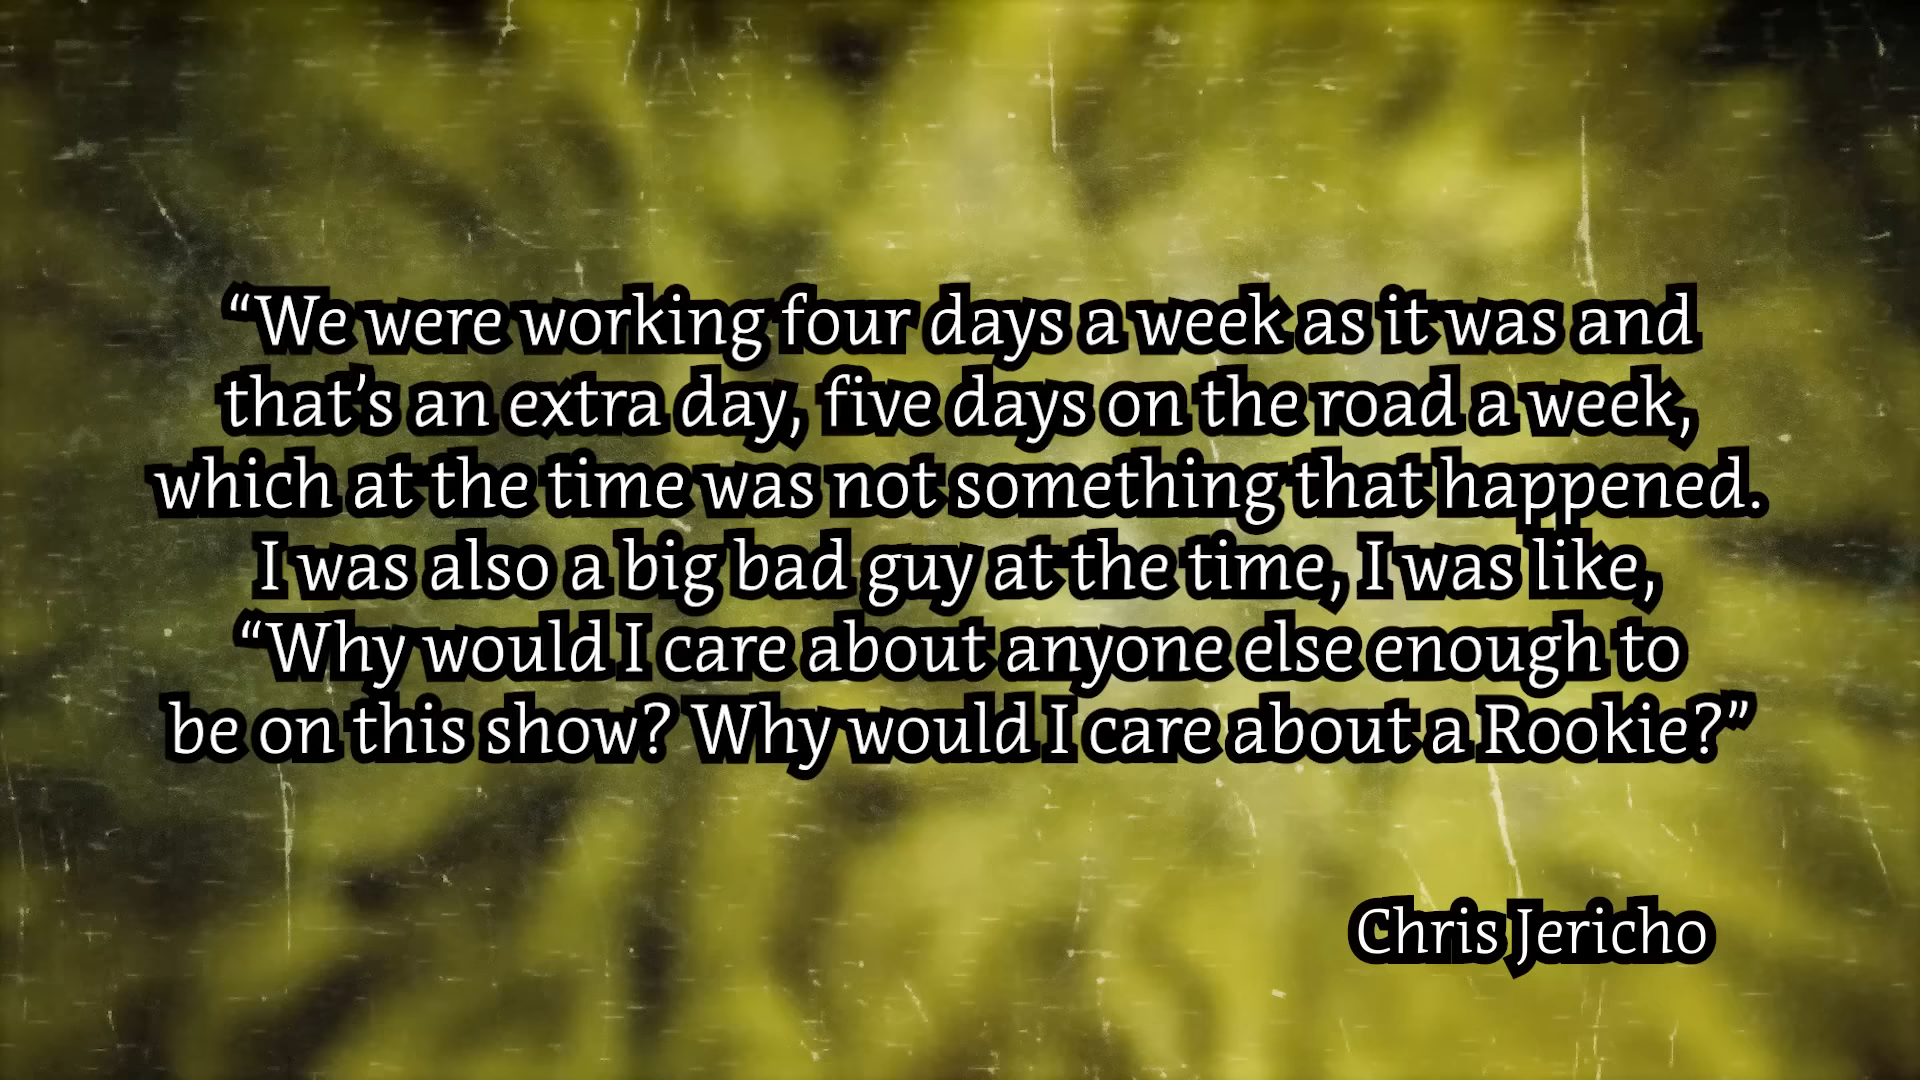 “We were working four days a week as it was and
that’s an extra day, five days on the road a week,
which at the time was not something that happened.
I was also a big bad guy at the time, I was like,
“Why would I care about anyone else enough to
be on this show? Why would I care about a Rookie?”
Chris Jericho